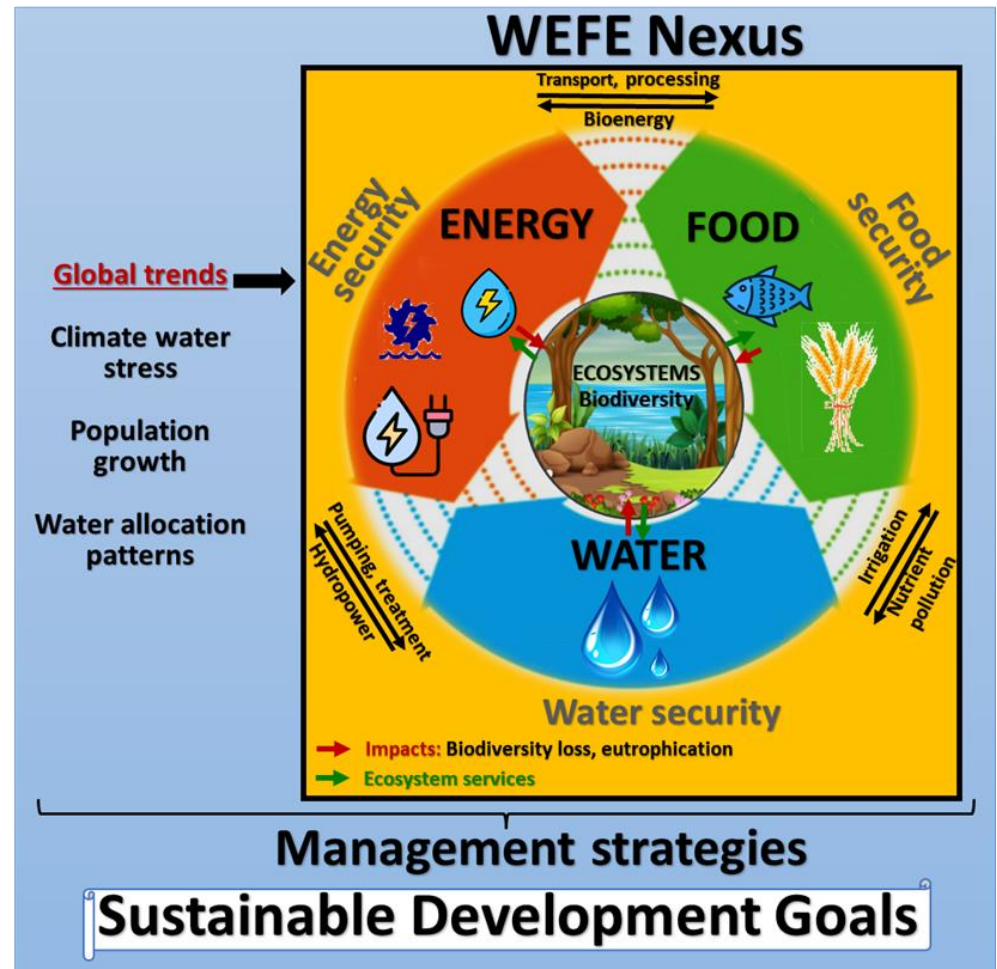 WEFE Nexus
Transport, processing
Bioenergy
Energy
security
Food
security
ENERGY
FOOD
Global trends
Climate water
stress
Population
growth
Water allocation
patterns
ECOSYSTEMS
Biodiversity
Pumping, treatment
Hydropower
WATER
Irrigation
Nutrient
pollution
Water security
Impacts: Biodiversity loss, eutrophication
Ecosystem services
Management strategies
Sustainable Development Goals